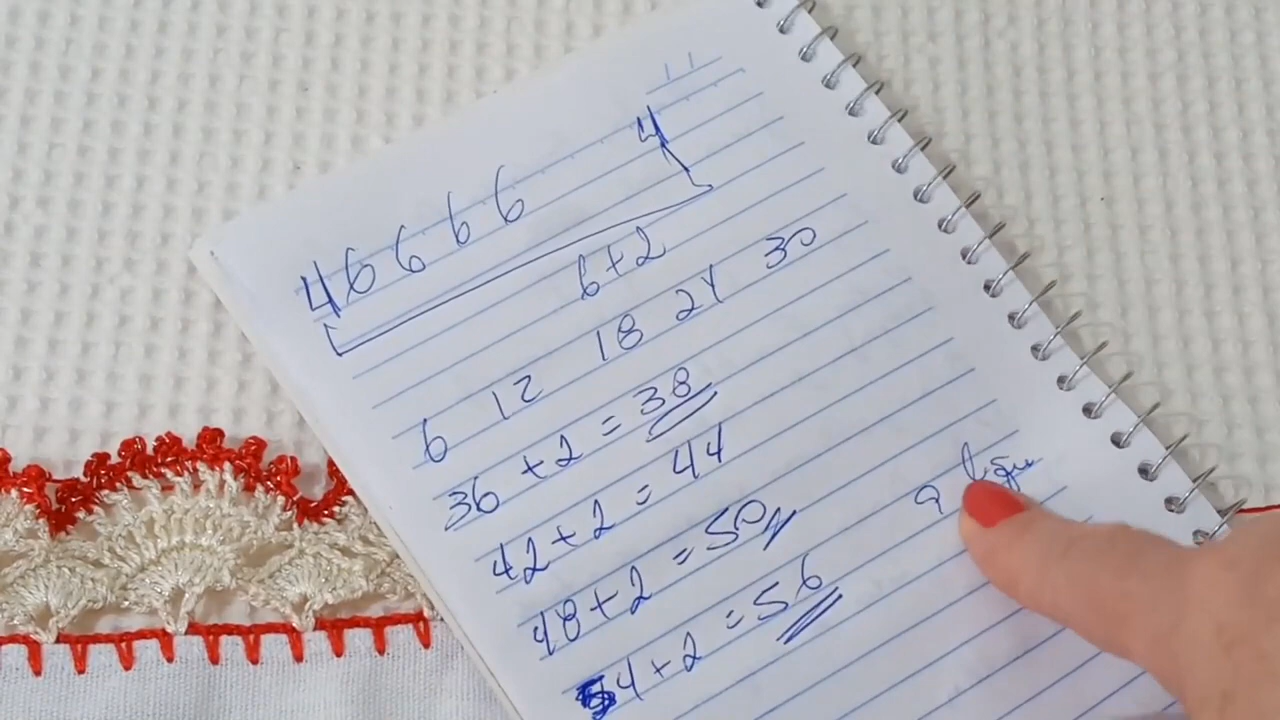 4 6 6 6 6 4
6+2
6 12 18 24 30
36 +2 = 38
42 + 2 = 44
48 + 2 = 50
54 + 2 = 56